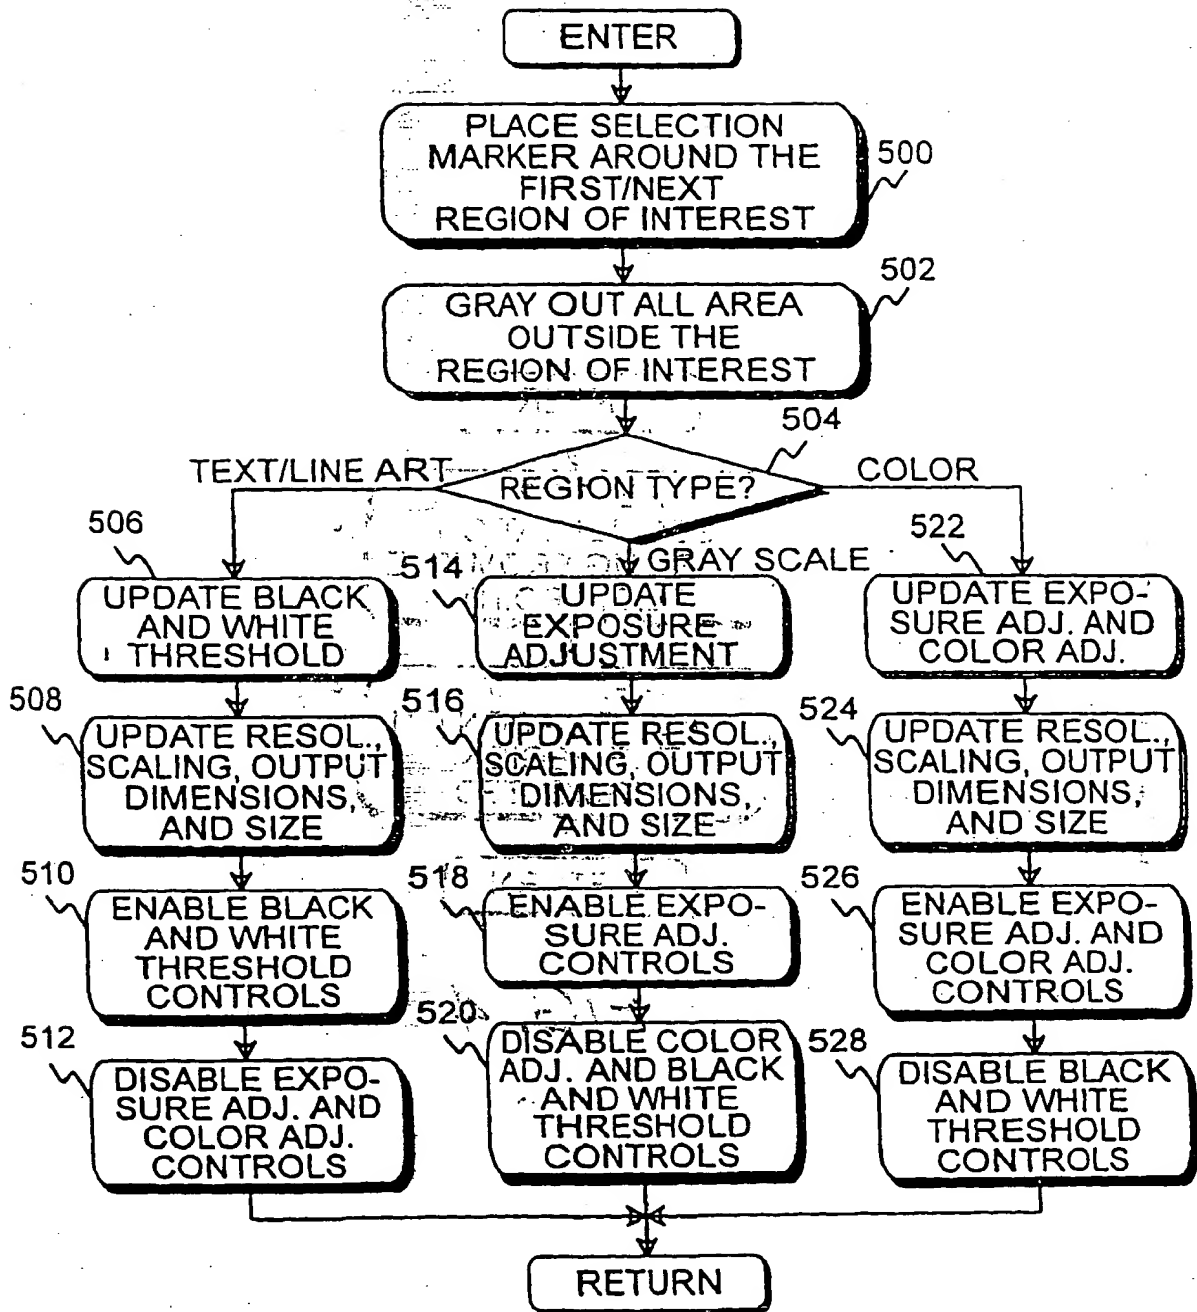 ENTER
PLACE SELECTION
MARKER AROUND THE
FIRST/NEXT
REGION OF INTEREST
500
GRAY OUT ALL AREA
OUTSIDE THE
REGION OF INTEREST
502
REGION TYPE?
504
TEXT/LINE ART
GRAY SCALE
COLOR
506
UPDATE BLACK
AND WHITE
THRESHOLD
508
UPDATE RESOL.,
SCALING, OUTPUT
DIMENSIONS,
AND SIZE
510
ENABLE BLACK
AND WHITE
THRESHOLD
CONTROLS
512
DISABLE EXPO-
SURE ADJ. AND
COLOR ADJ.
CONTROLS
514
UPDATE
EXPOSURE
ADJUSTMENT
516
UPDATE RESOL.,
SCALING, OUTPUT
DIMENSIONS,
AND SIZE
518
ENABLE EXPO-
SURE ADJ.
CONTROLS
520
DISABLE COLOR
ADJ. AND BLACK
AND WHITE
THRESHOLD
CONTROLS
522
UPDATE EXPO-
SURE ADJ. AND
COLOR ADJ.
524
UPDATE RESOL.,
SCALING, OUTPUT
DIMENSIONS,
AND SIZE
526
ENABLE EXPO-
SURE ADJ. AND
COLOR ADJ.
CONTROLS
528
DISABLE BLACK
AND WHITE
THRESHOLD
CONTROLS
RETURN